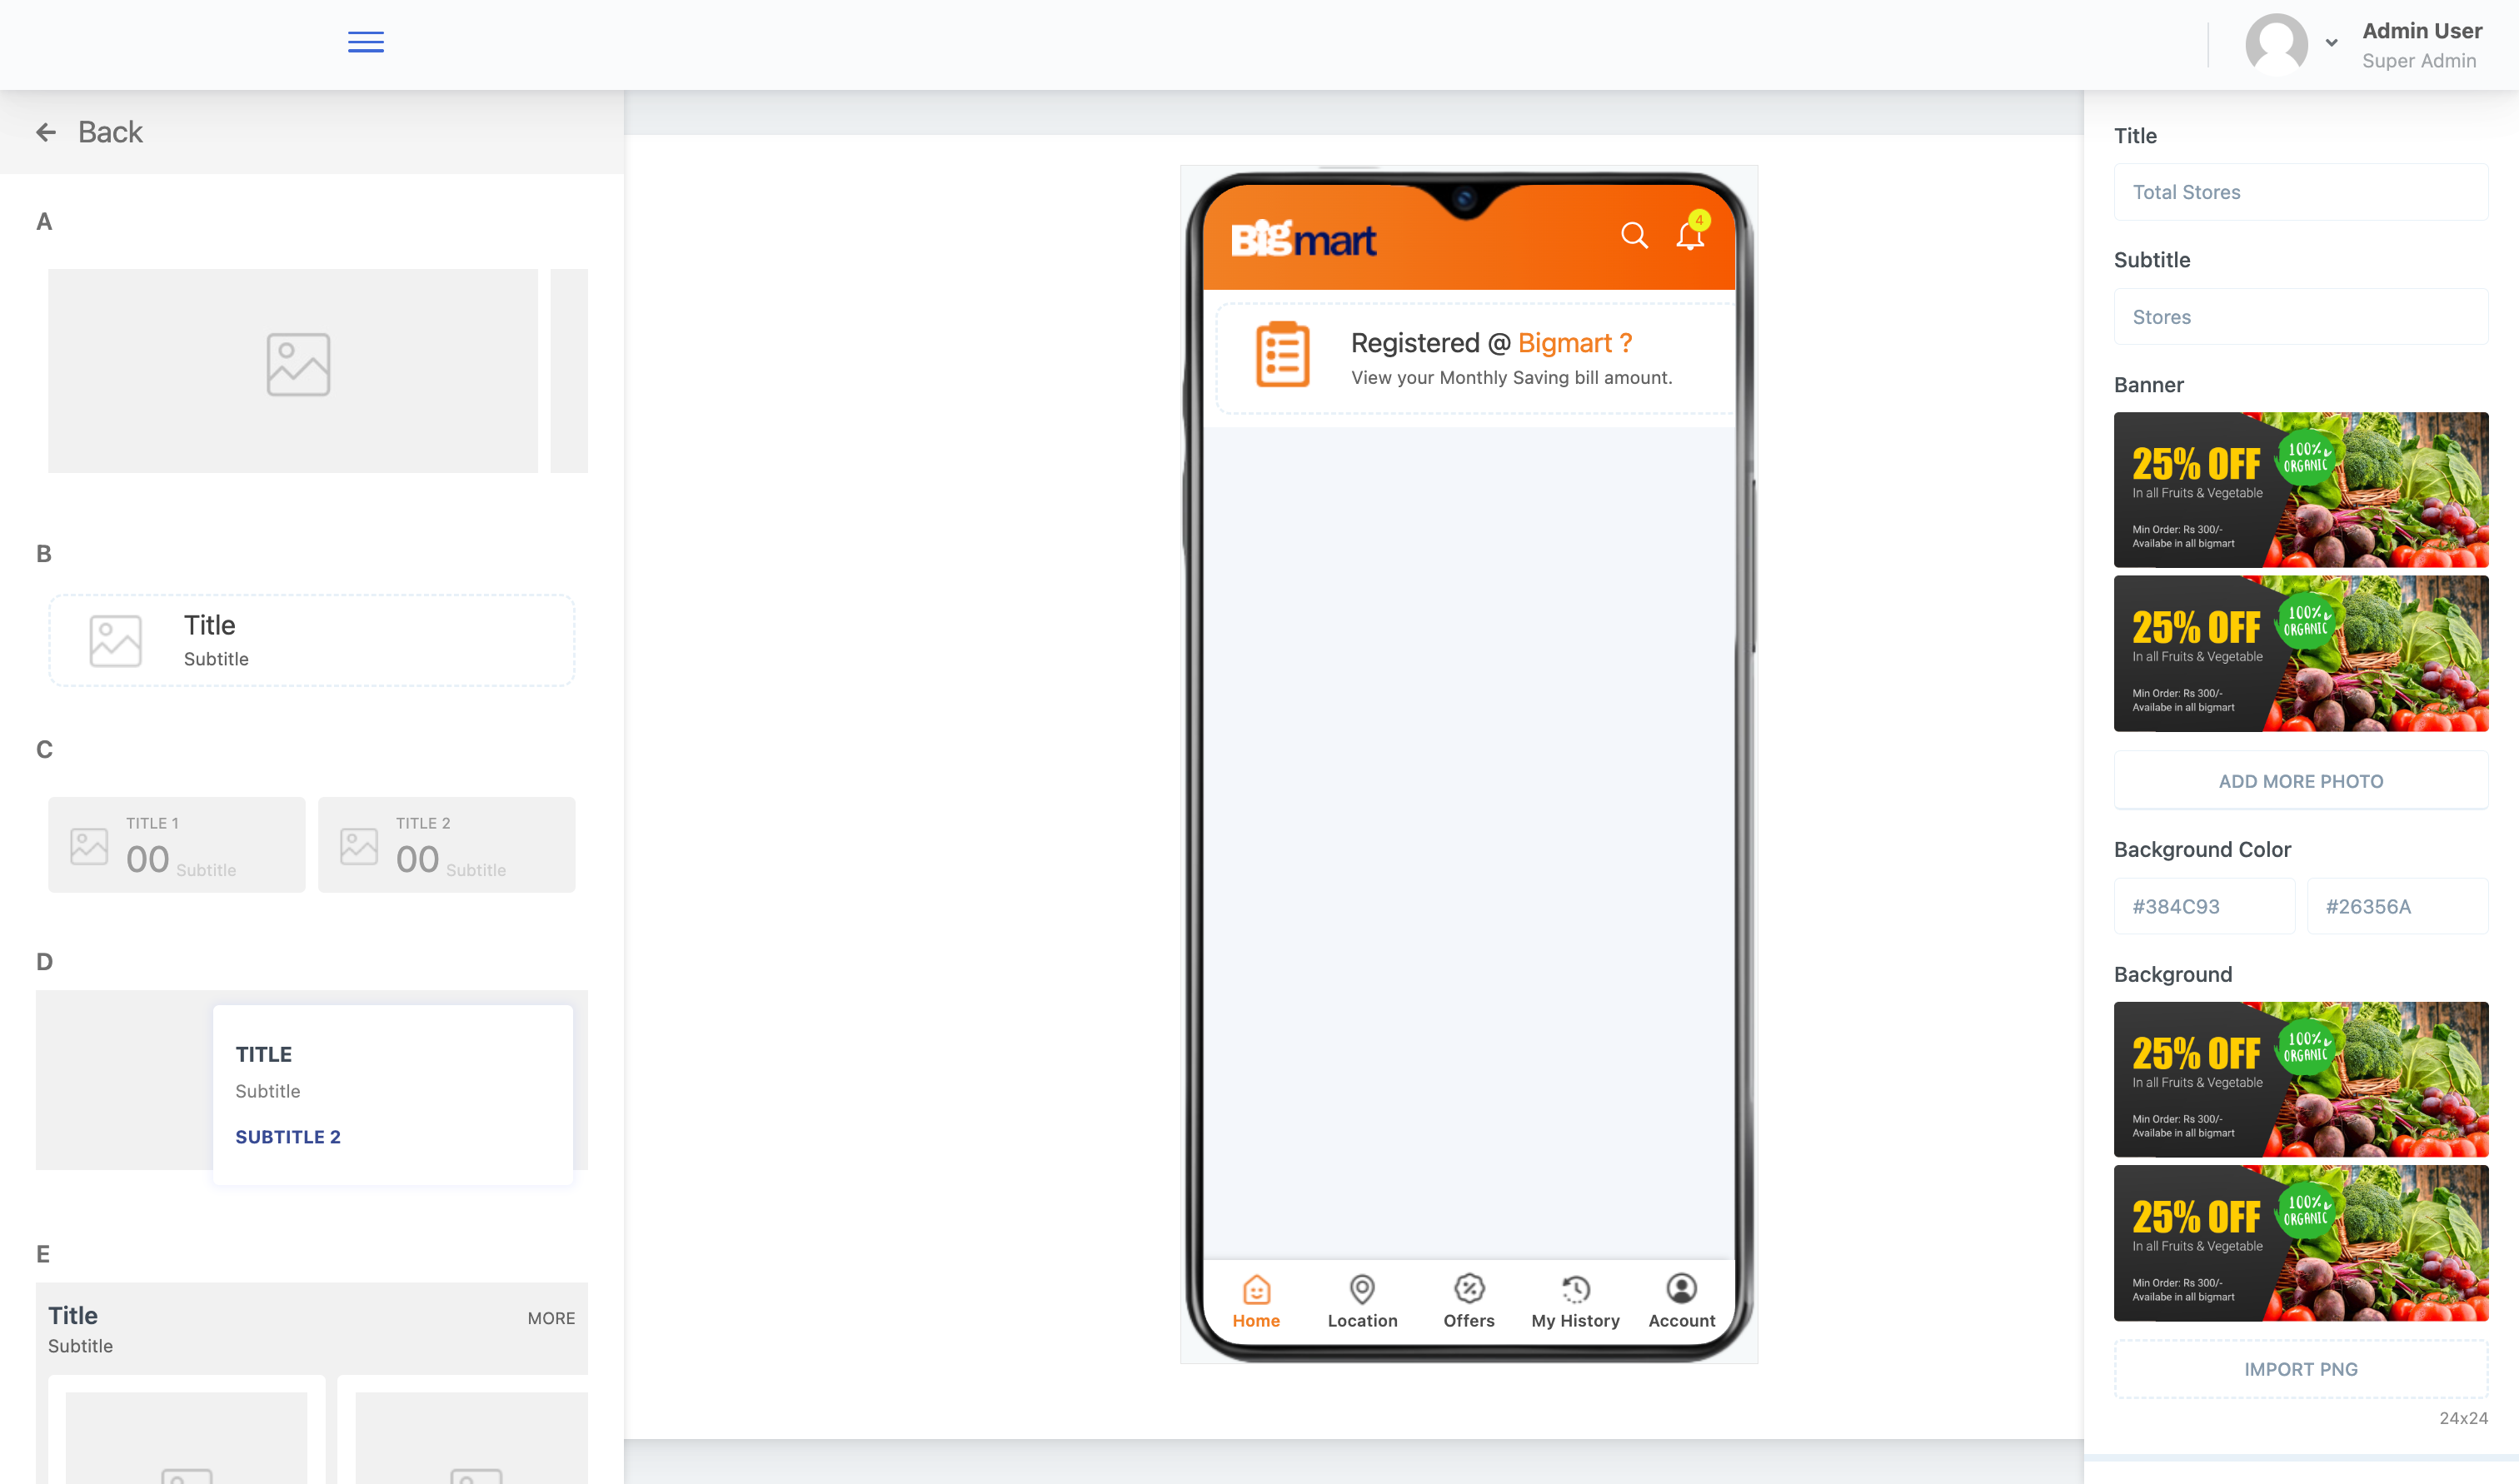 Admin User
Super Admin
Back
A
B
Title
Subtitle
C
TITLE 1
00 Subtitle
TITLE 2
00 Subtitle
D
TITLE
Subtitle
SUBTITLE 2
E
Title
MORE
Subtitle
Bigmart
4
Registered @ Bigmart ?
View your Monthly Saving bill amount.
Home
Location
Offers
My History
Account
Title
Total Stores
Subtitle
Stores
Banner
25% OFF
100%
ORGANIC
In all Fruits & Vegetable
Min Order: Rs 300/-
Availabe in all bigmart
25% OFF
100%
ORGANIC
In all Fruits & Vegetable
Min Order: Rs 300/-
Availabe in all bigmart
ADD MORE PHOTO
Background Color
#384C93
#26356A
Background
25% OFF
100%
ORGANIC
In all Fruits & Vegetable
Min Order: Rs 300/-
Availabe in all bigmart
25% OFF
100%
ORGANIC
In all Fruits & Vegetable
Min Order: Rs 300/-
Availabe in all bigmart
IMPORT PNG
24x24